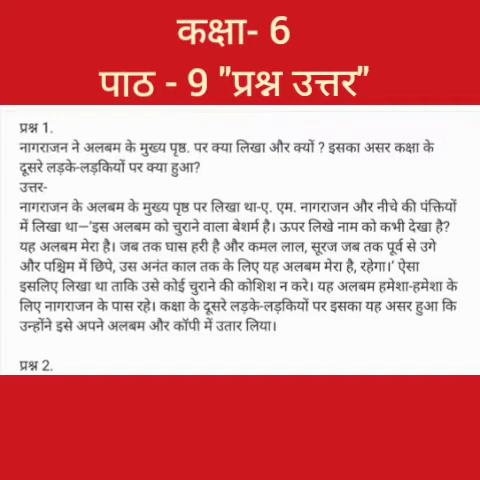 कक्षा- 6
पाठ - 9 "प्रश्न उत्तर"
प्रश्न 1.
नागराजन ने अलबम के मुख्य पृष्ठ. पर क्या लिखा और क्यों ? इसका असर कक्षा के
दूसरे लड़के-लड़कियों पर क्या हुआ?
उत्तर-
नागराजन के अलबम के मुख्य पृष्ठ पर लिखा था-ए. एम. नागराजन और नीचे की पंक्तियों
में लिखा था—'इस अलबम को चुराने वाला बेशर्म है। ऊपर लिखे नाम को कभी देखा है?
यह अलबम मेरा है। जब तक घास हरी है और कमल लाल, सूरज जब तक पूर्व से उगे
और पश्चिम में छिपे, उस अनंत काल तक के लिए यह अलबम मेरा है, रहेगा।' ऐसा
इसलिए लिखा था ताकि उसे कोई चुराने की कोशिश न करे। यह अलबम हमेशा-हमेशा के
लिए नागराजन के पास रहे। कक्षा के दूसरे लड़के-लड़कियों पर इसका यह असर हुआ कि
उन्होंने इसे अपने अलबम और कॉपी में उतार लिया।
प्रश्न 2.